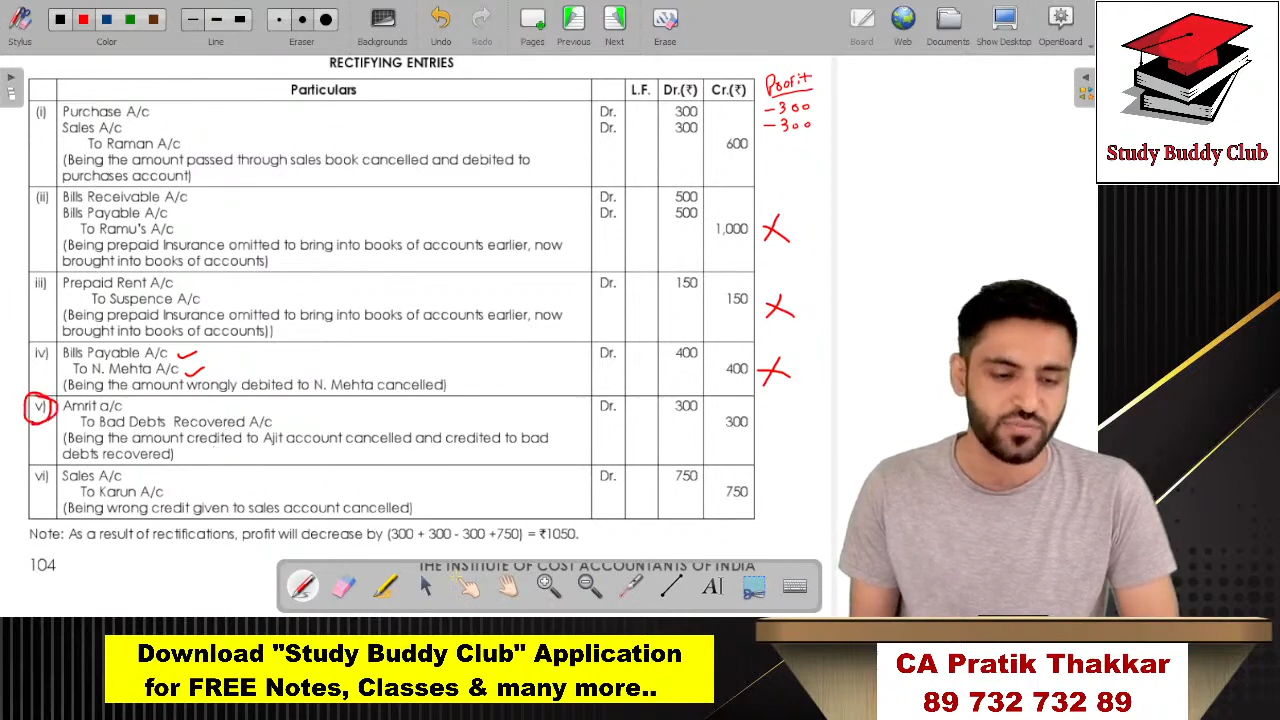 Stylus
Color
Line
Eraser
Backgrounds
Undo
Redo
Pages
Previous
Next
Erase
Board
Web
Documents
Show Desktop
OpenBoard
RECTIFYING ENTRIES
Particulars L.F. Dr.(₹) Cr.(₹)
Profit
-300
-300
(i) Purchase A/c Dr. 300
Sales A/c Dr. 300
To Raman A/c 600
(Being the amount passed through sales book cancelled and debited to
purchases account)
(ii) Bills Receivable A/c Dr. 500
Bills Payable A/c Dr. 500
To Ramu's A/c 1,000
(Being prepaid Insurance omitted to bring into books of accounts earlier, now
brought into books of accounts)
iii) Prepaid Rent A/c Dr. 150
To Suspence A/c 150
(Being prepaid Insurance omitted to bring into books of accounts earlier, now
brought into books of accounts))
iv) Bills Payable A/c Dr. 400
To N. Mehta A/c 400
(Being the amount wrongly debited to N. Mehta cancelled)
v) Amrit a/c Dr. 300
To Bad Debts Recovered A/c 300
(Being the amount credited to Ajit account cancelled and credited to bad
debts recovered)
vi) Sales A/c Dr. 750
To Karun A/c 750
(Being wrong credit given to sales account cancelled)
Note: As a result of rectifications, profit will decrease by (300 + 300 - 300 +750) = ₹1050.
104
THE INSTITUTE OF COST ACCOUNTANTS OF INDIA
AI
Study Buddy Club
Download "Study Buddy Club" Application
for FREE Notes, Classes & many more..
CA Pratik Thakkar
89 732 732 89